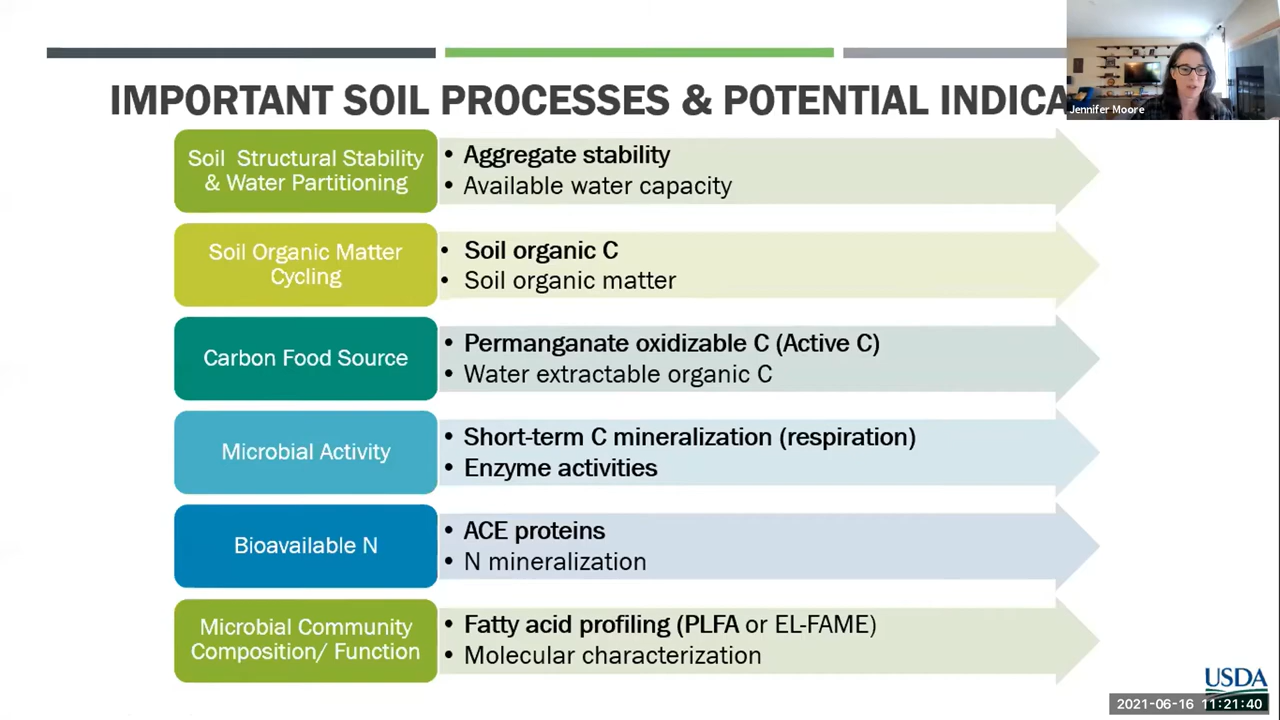 IMPORTANT SOIL PROCESSES & POTENTIAL INDICA
Jennifer Moore
Soil Structural Stability
& Water Partitioning
• Aggregate stability
• Available water capacity
Soil Organic Matter
Cycling
• Soil organic C
• Soil organic matter
Carbon Food Source
• Permanganate oxidizable C (Active C)
• Water extractable organic C
Microbial Activity
• Short-term C mineralization (respiration)
• Enzyme activities
Bioavailable N
• ACE proteins
• N mineralization
Microbial Community
Composition/ Function
• Fatty acid profiling (PLFA or EL-FAME)
• Molecular characterization
USDA
2021-06-16 11:21:40